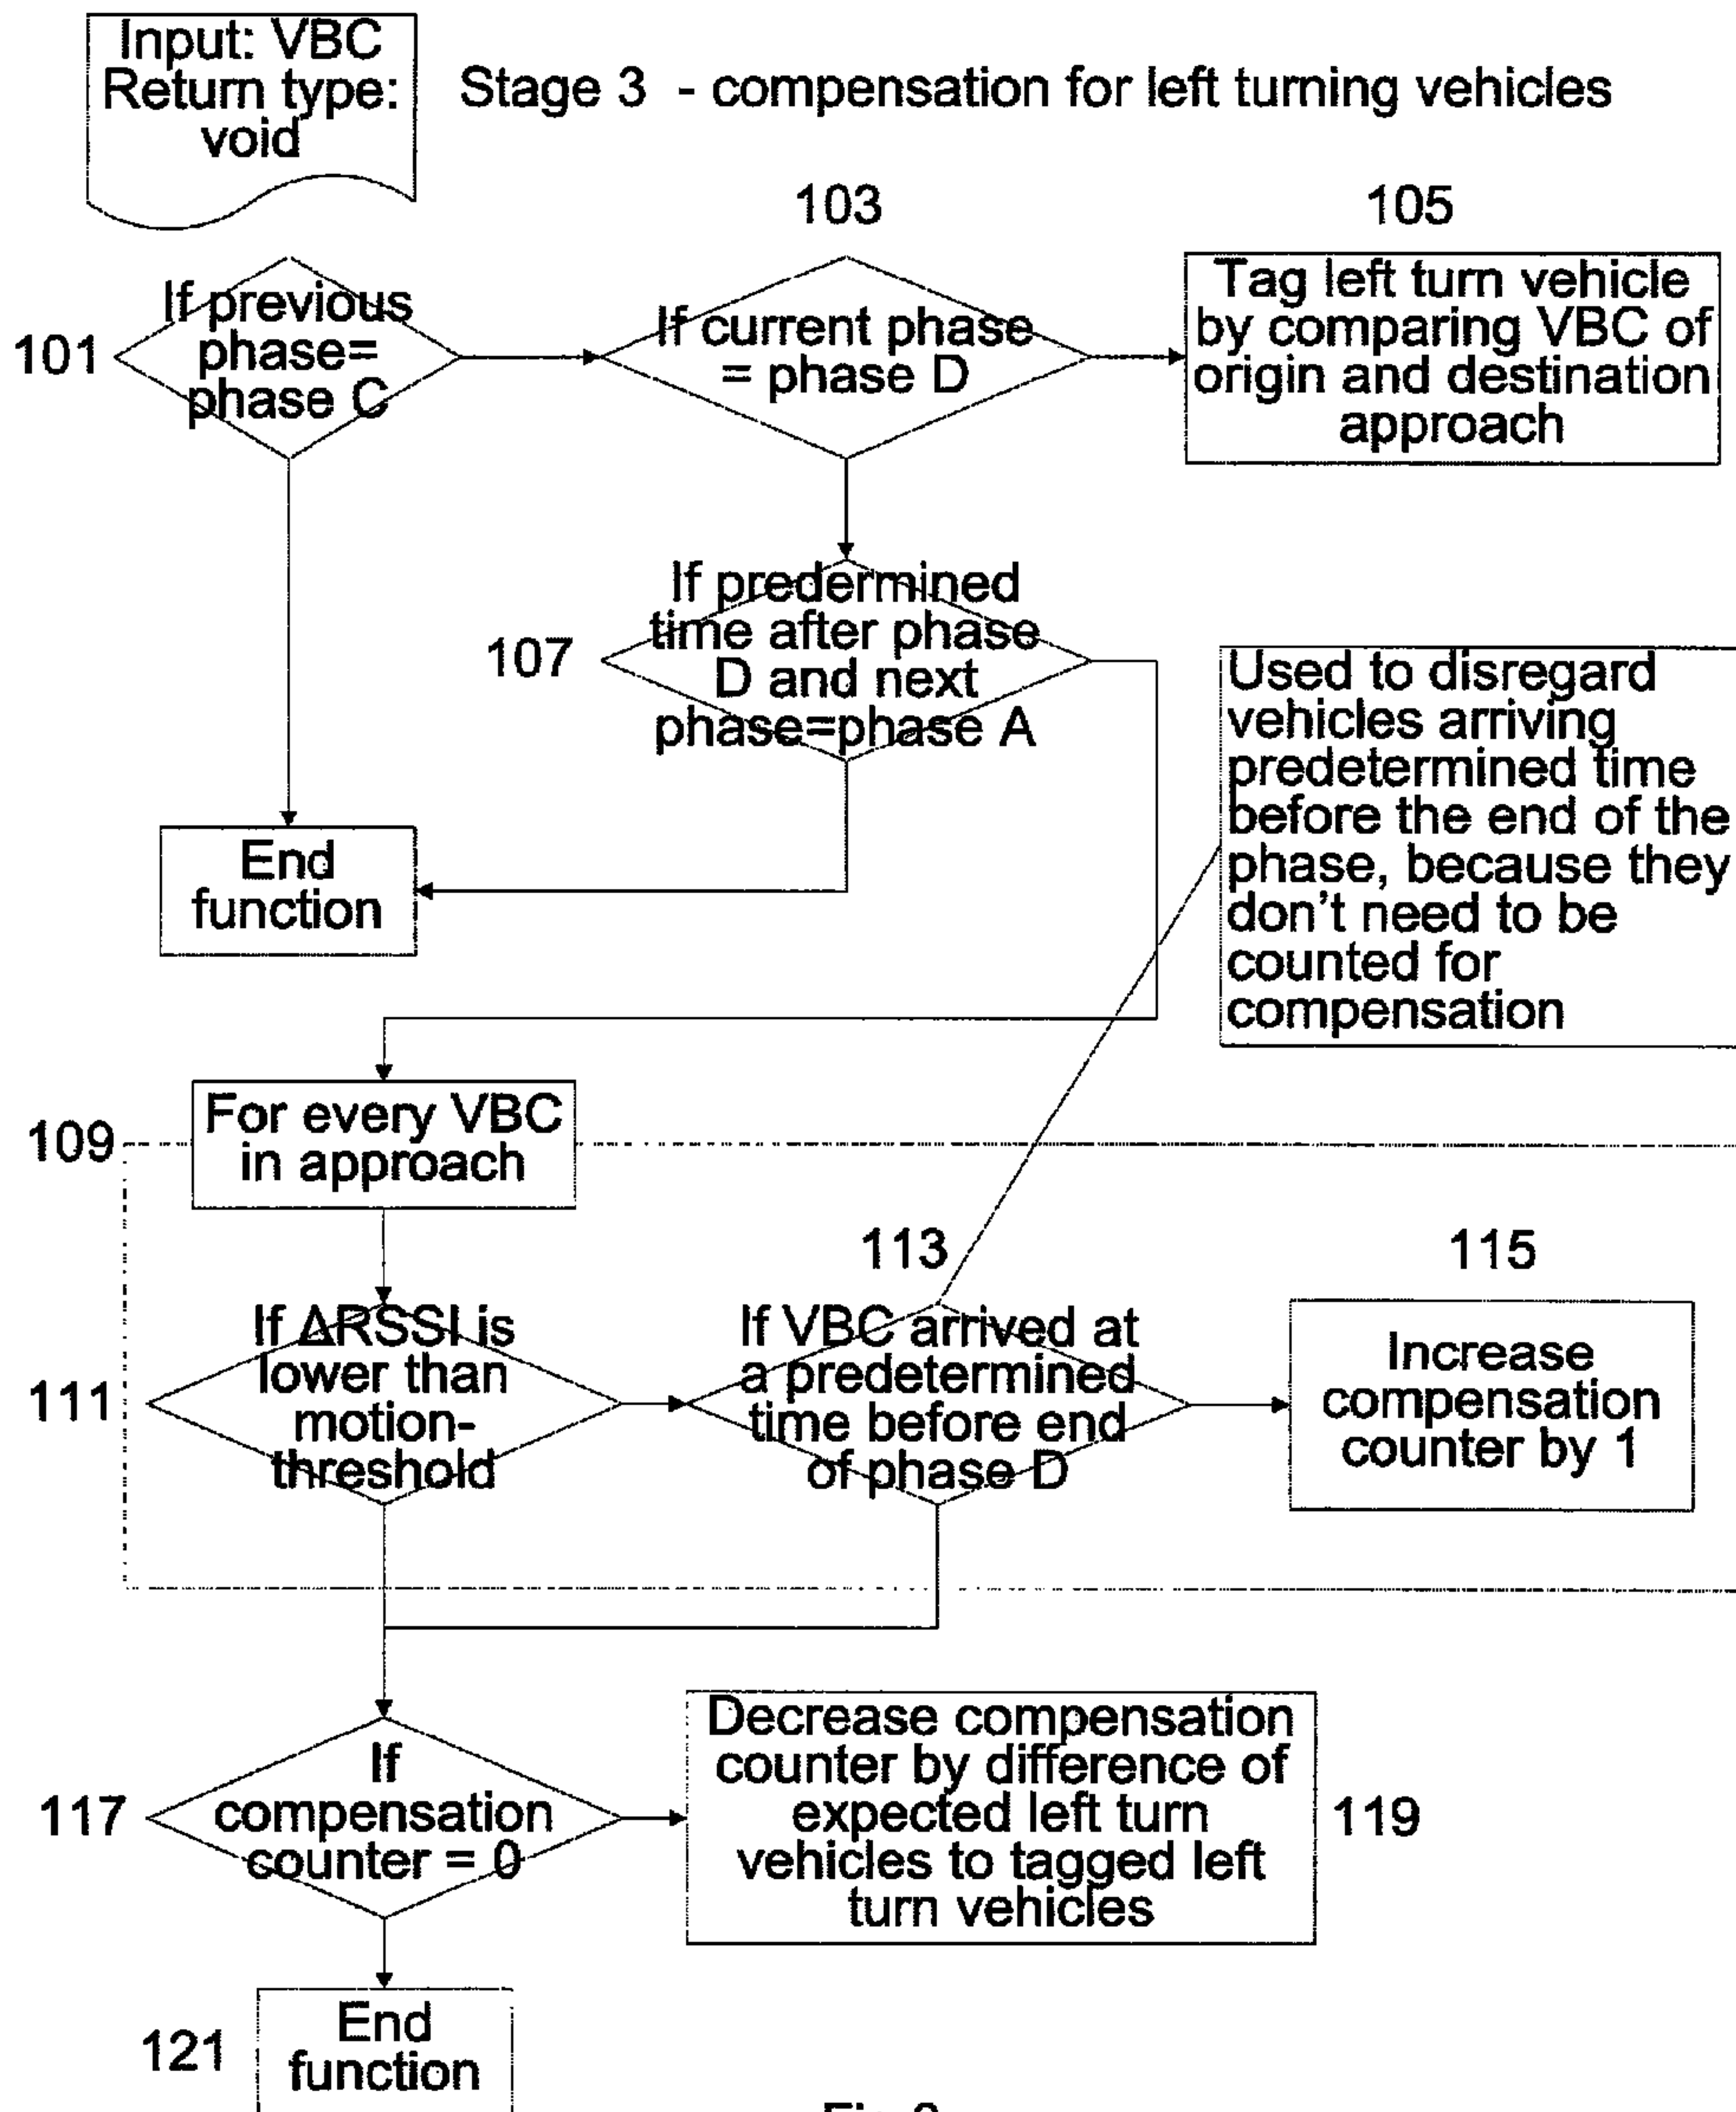 Input: VBC
Return type:
void
Stage 3 - compensation for left turning vehicles
103
105
101
If previous
phase=
phase C
If current phase
= phase D
Tag left turn vehicle
by comparing VBC of
origin and destination
approach
107
If predermined
time after phase
D and next
phase=phase A
Used to disregard
vehicles arriving
predetermined time
before the end of the
phase, because they
don't need to be
counted for
compensation
End
function
109
For every VBC
in approach
113
115
111
If ΔRSSI is
lower than
motion-
threshold
If VBC arrived at
a predetermined
time before end
of phase D
Increase
compensation
counter by 1
117
If
compensation
counter = 0
Decrease compensation
counter by difference of
expected left turn
vehicles to tagged left
turn vehicles
119
121
End
function